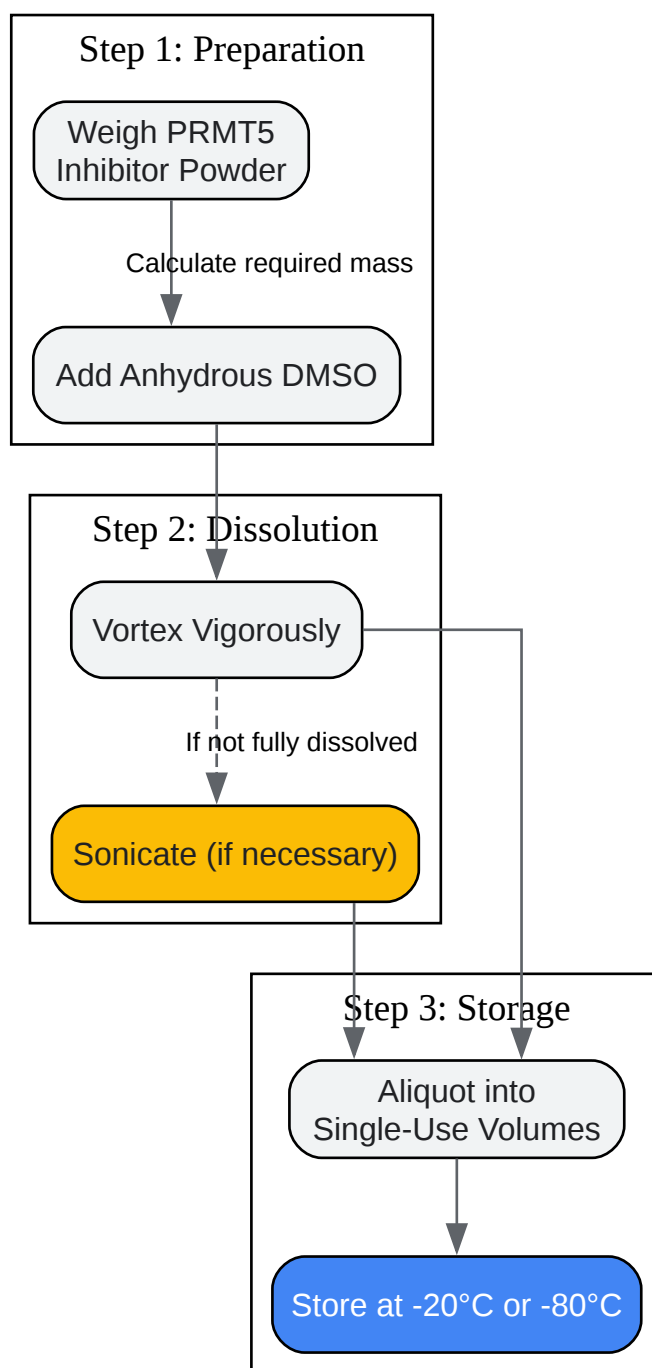 Step 1: Preparation
Weigh PRMT5
Inhibitor Powder
Calculate required mass
Add Anhydrous DMSO
Step 2: Dissolution
Vortex Vigorously
If not fully dissolved
Sonicate (if necessary)
Step 3: Storage
Aliquot into
Single-Use Volumes
Store at -20°C or -80°C